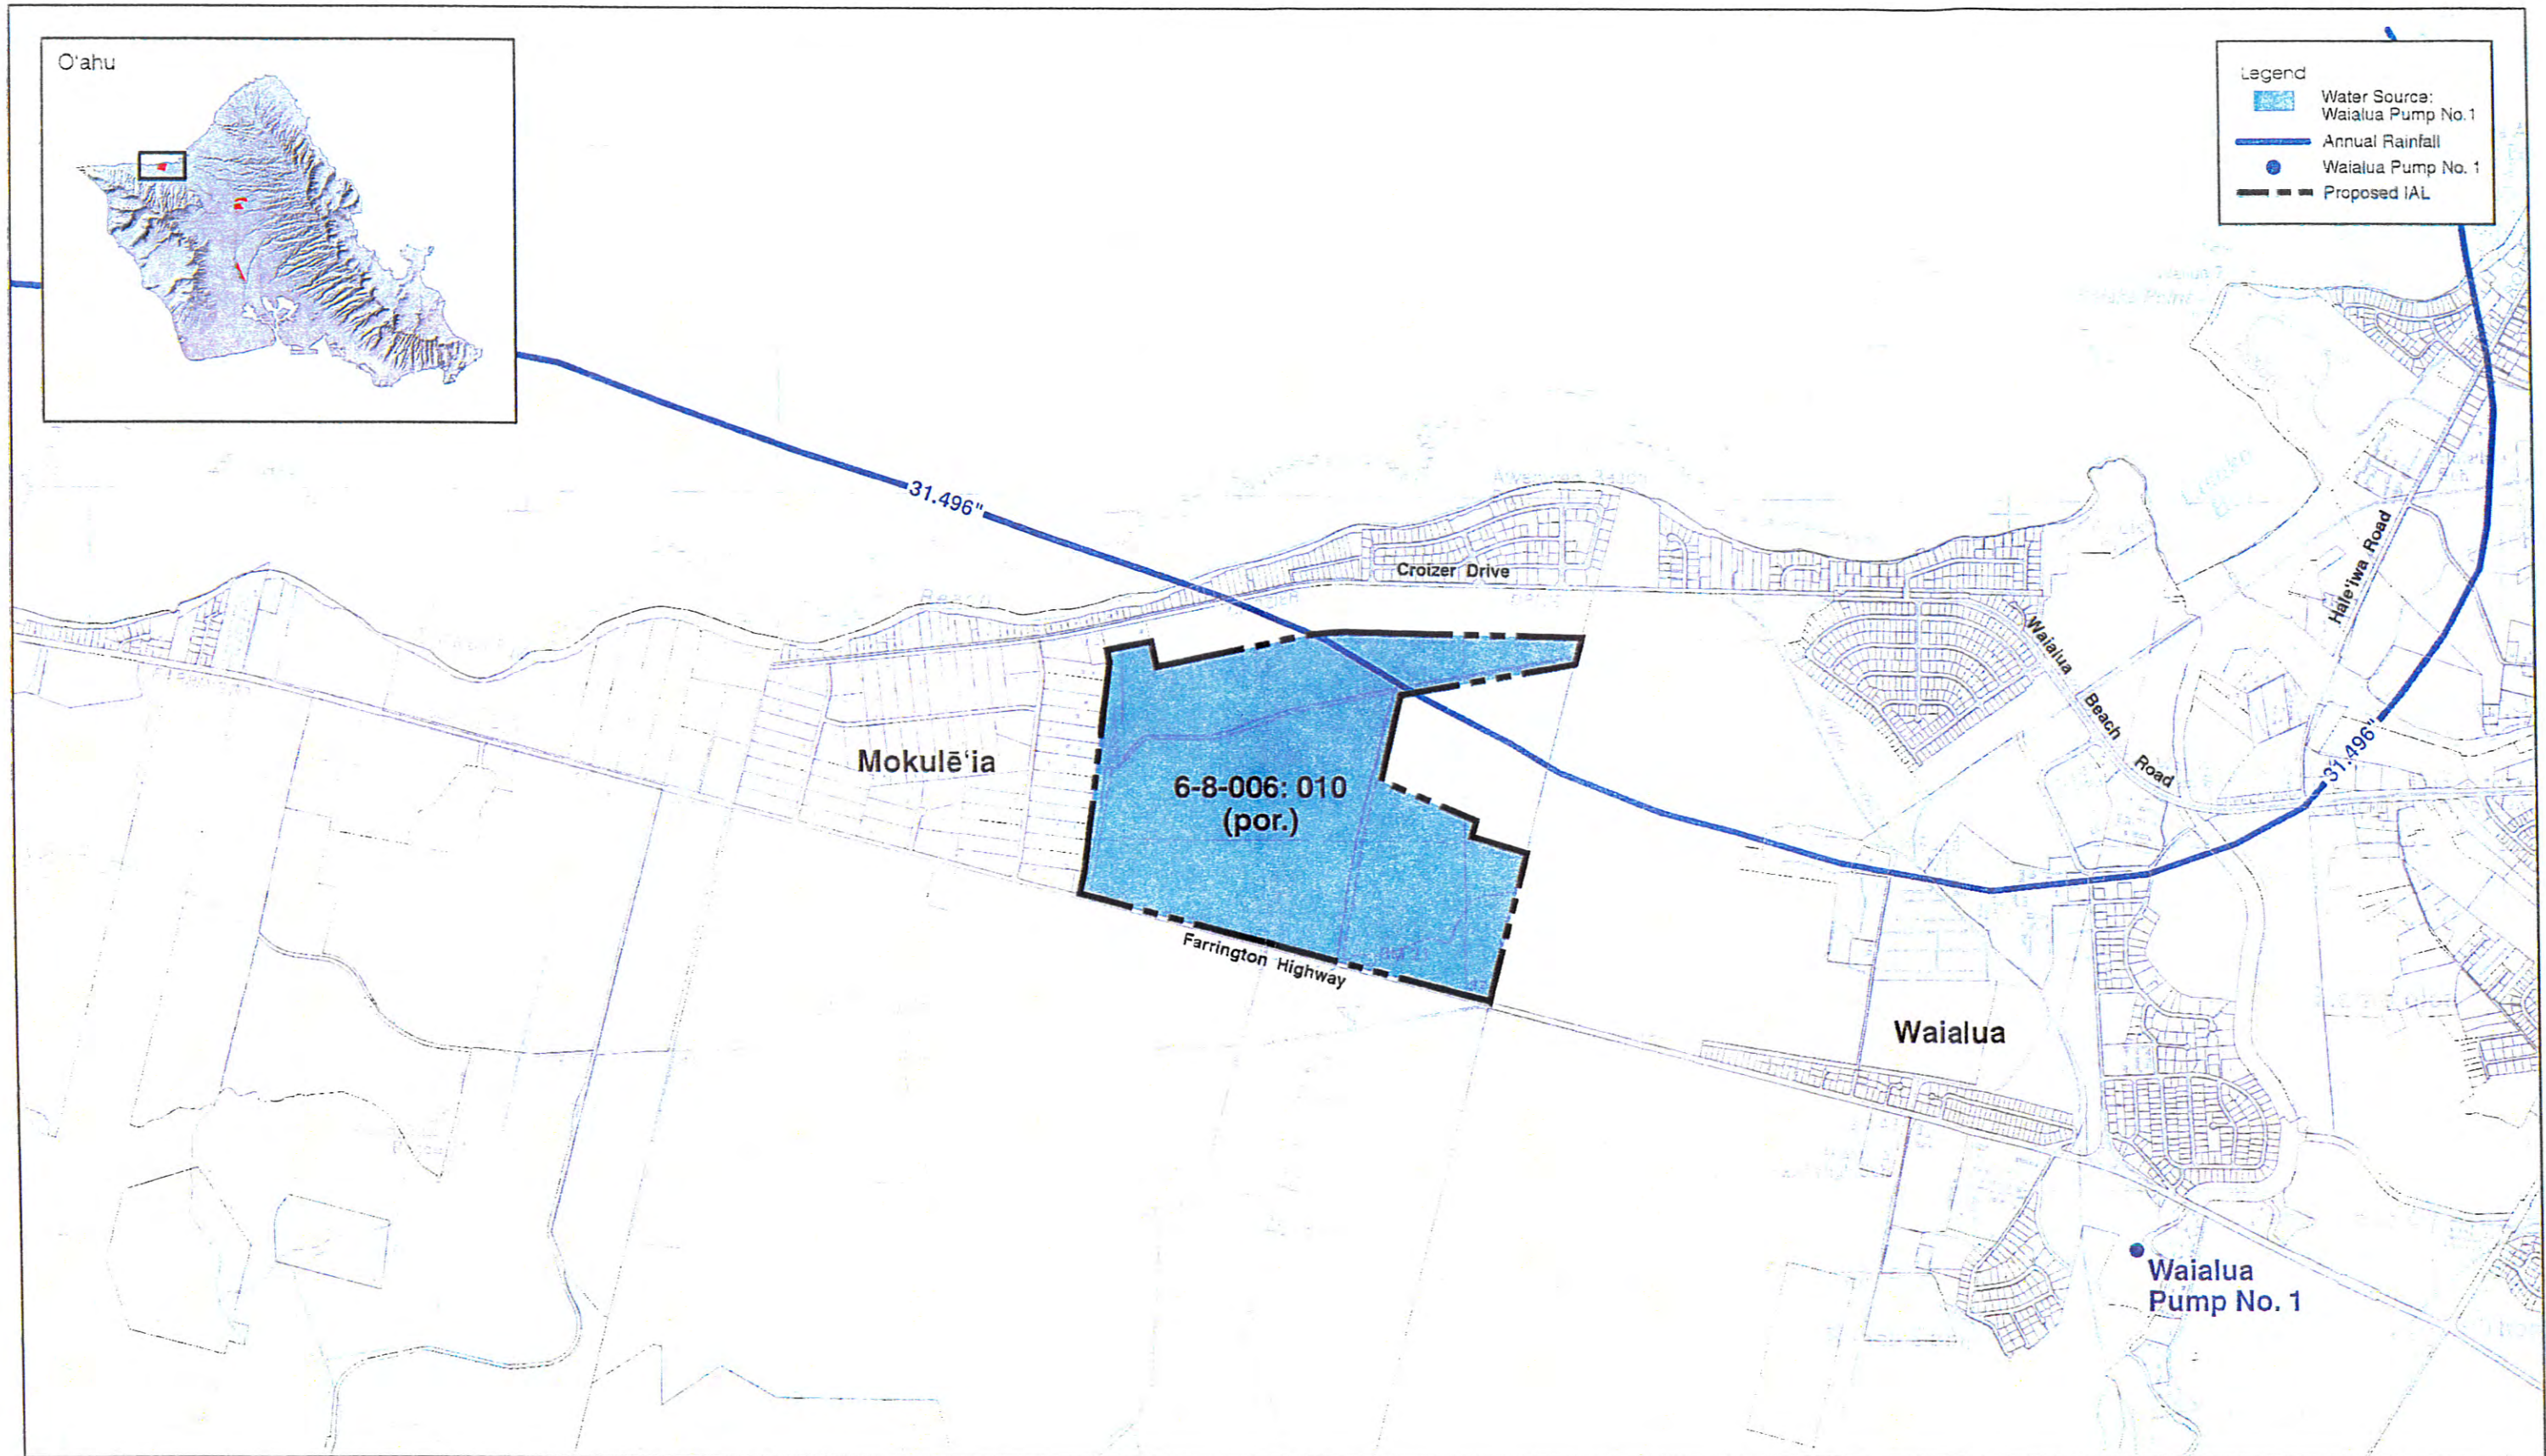 O'ahu
Legend
Water Source:
Waialua Pump No.1
Annual Rainfall
Waialua Pump No. 1
Proposed IAL
31.496"
Croizer Drive
Hale'iwa Road
Waialua Beach Road
31.496"
Mokulē'ia
6-8-006: 010
(por.)
Farrington Highway
Waialua
Waialua
Pump No. 1